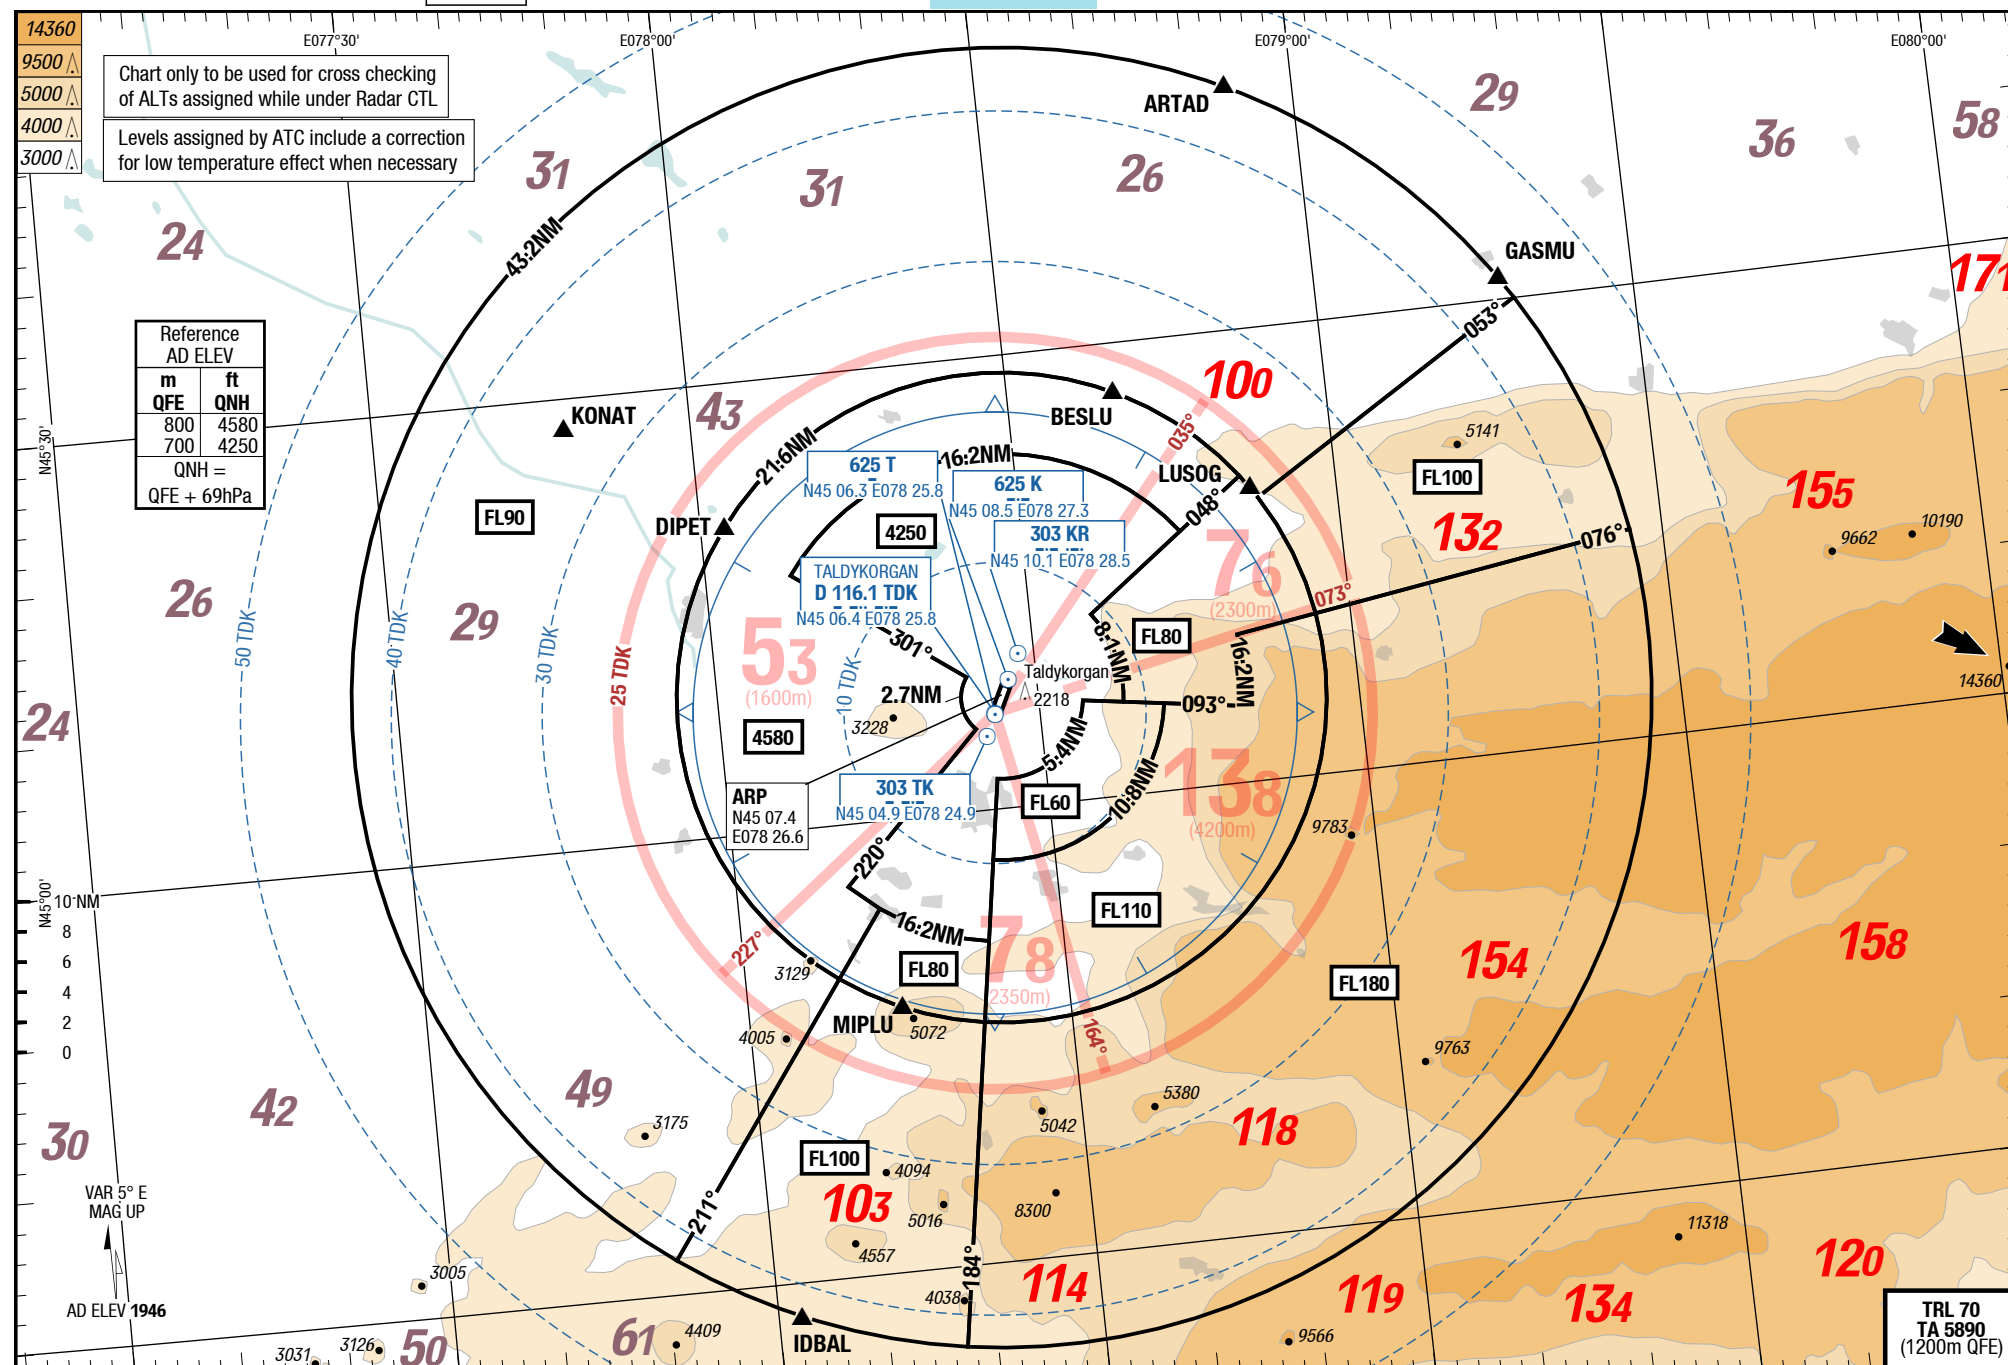 14360
9500
5000
4000
3000
E077°30'
E078°00'
E079°00'
E080°00'
Chart only to be used for cross checking
of ALTs assigned while under Radar CTL
Levels assigned by ATC include a correction
for low temperature effect when necessary
ARTAD
29
36
58
31
31
26
24
43.2NM
GASMU
171
053°
Reference
AD ELEV
m ft
QFE QNH
800 4580
700 4250
QNH =
QFE + 69hPa
N45°30'
KONAT
43
100
BESLU
035°
21.6NM
16.2NM
5141
FL100
LUSOG
048°
155
132
10190
9662
076°
FL90
DIPET
625 T
N45 06.3 E078 25.8
625 K
N45 08.5 E078 27.3
4250
303 KR
N45 10.1 E078 28.5
TALDYKORGAN
D 116.1 TDK
N45 06.4 E078 25.8
76
(2300m)
073°
26
29
50 TDK
40 TDK
30 TDK
25 TDK
10 TDK
53
(1600m)
301°
8.1NM
FL80
16.2NM
Taldykorgan
2218
2.7NM
093°
14360
24
3228
4580
5.4NM
10.8NM
138
(4200m)
FL60
ARP
N45 07.4
E078 26.6
303 TK
N45 04.9 E078 24.9
9783
220°
N45°00'
10 NM
8
6
4
2
0
16.2NM
227°
3129
FL80
78
(2350m)
FL110
FL180
154
158
MIPLU
5072
4005
164°
9763
49
42
30
3175
5042
5380
118
FL100
4094
103
5016
8300
4557
211°
184°
VAR 5° E
MAG UP
AD ELEV 1946
3005
4038
114
119
134
11318
120
IDBAL
9566
3031
3126
50
61
4409
TRL 70
TA 5890
(1200m QFE)